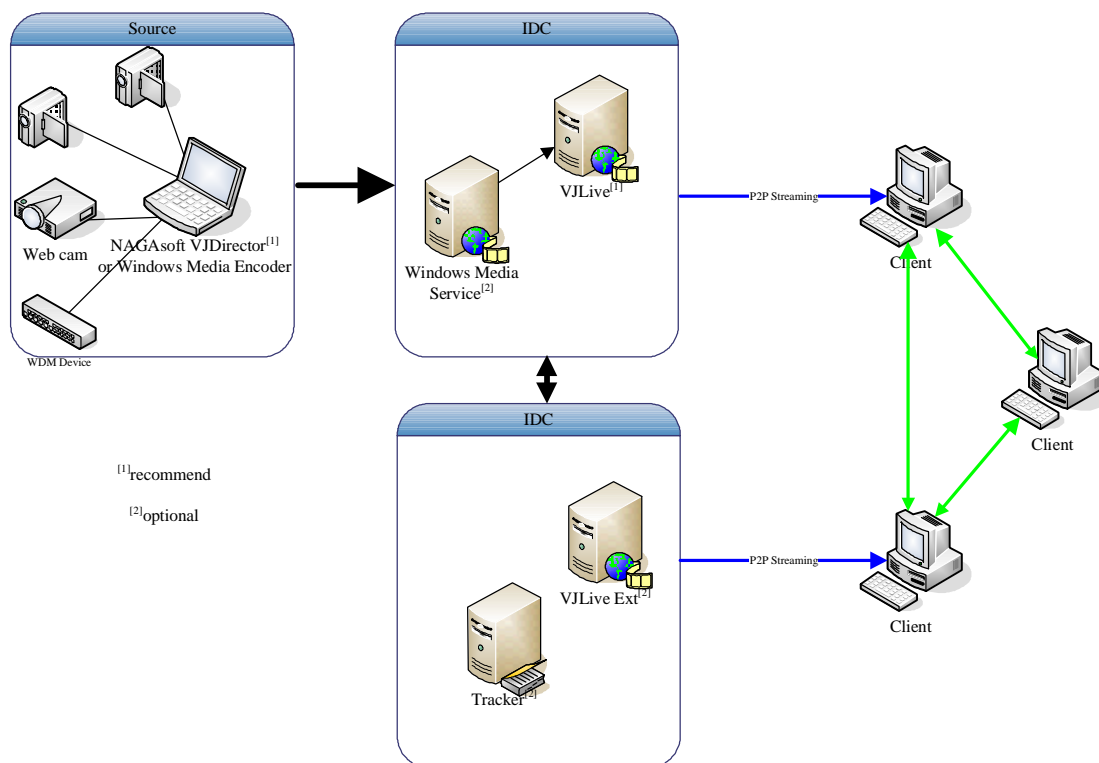 Source
Web cam
NAGAsoft VJDirector[1]
or Windows Media Encoder
WDM Device
IDC
VJLive[1]
Windows Media
Service[2]
P2P Streaming
Client
Client
IDC
VJLive Ext[2]
Tracker[2]
P2P Streaming
Client
[1]recommend
[2]optional